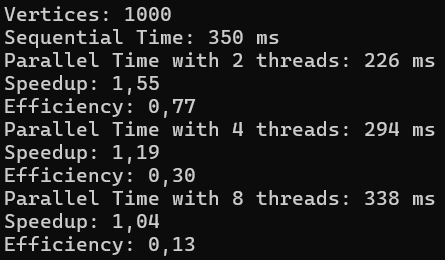 Vertices: 1000
Sequential Time: 350 ms
Parallel Time with 2 threads: 226 ms
Speedup: 1,55
Efficiency: 0,77
Parallel Time with 4 threads: 294 ms
Speedup: 1,19
Efficiency: 0,30
Parallel Time with 8 threads: 338 ms
Speedup: 1,04
Efficiency: 0,13